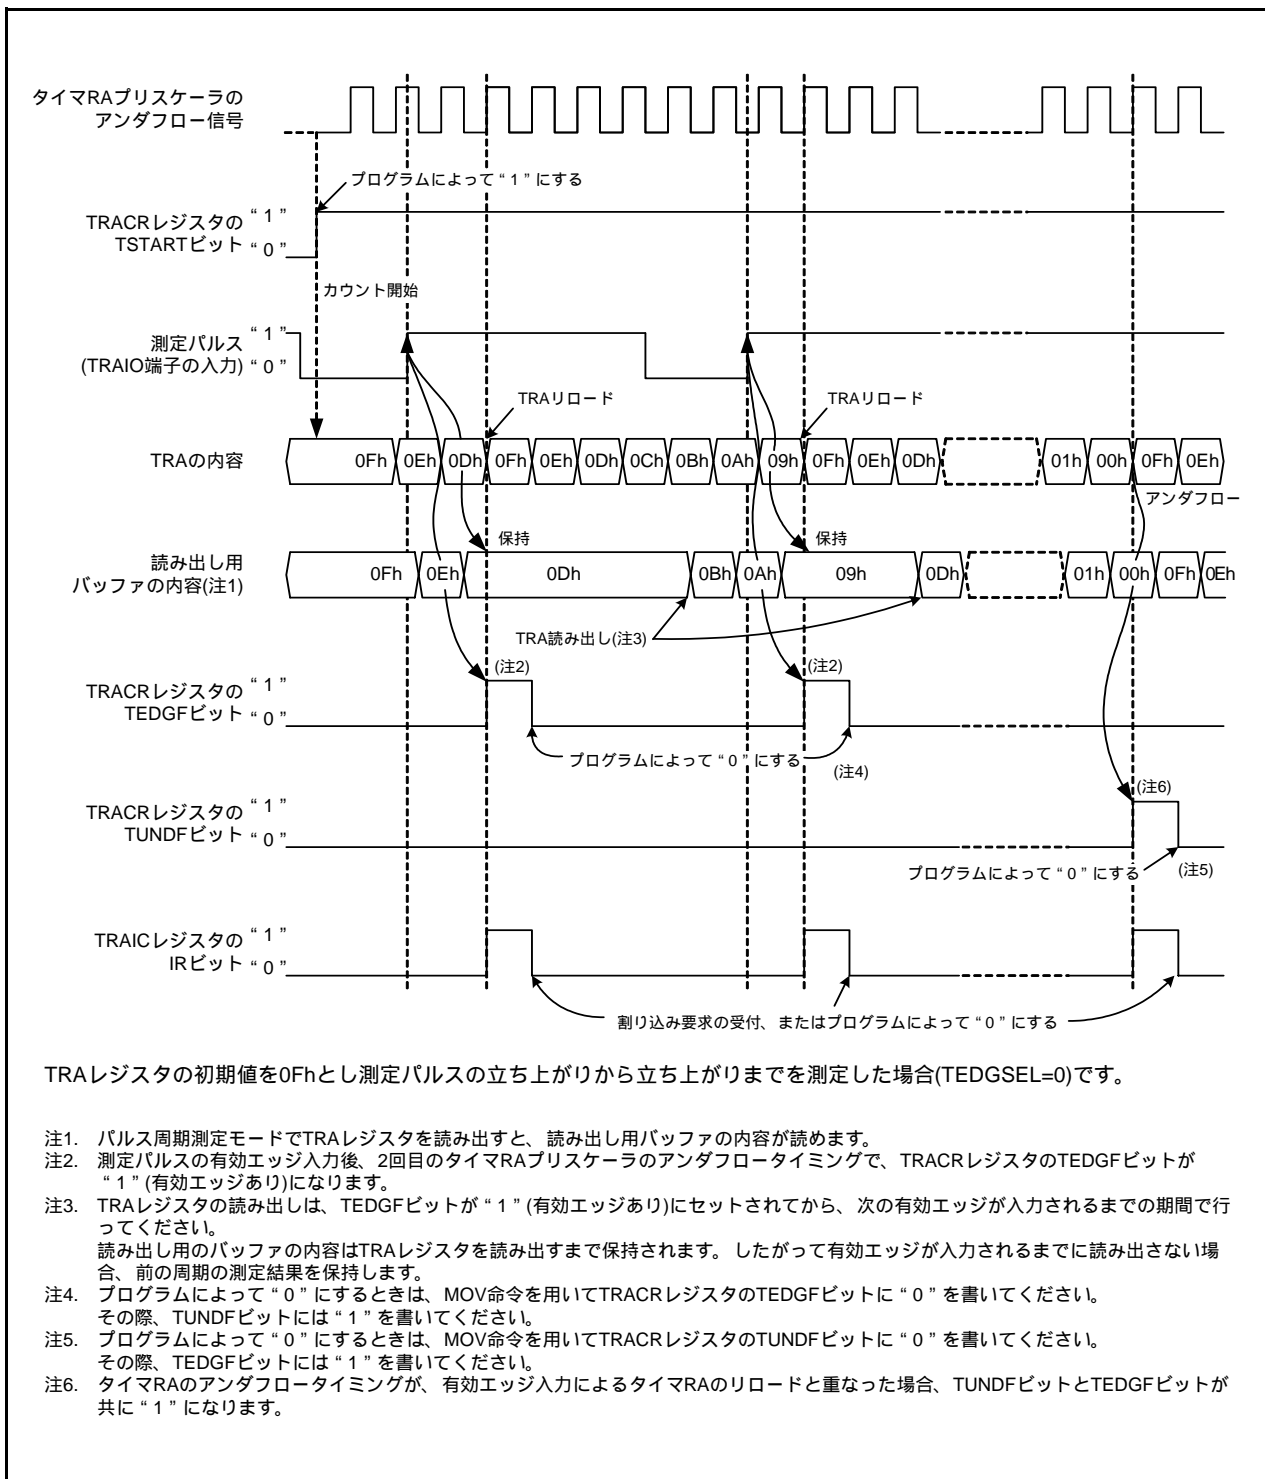 タイマRAプリスケーラの
アンダフロー信号
プログラムによって“1”にする
TRACRレジスタの
TSTARTビット
“1”
“0”
カウント開始
測定パルス
(TRAIO端子の入力)
“1”
“0”
TRAリロード
TRAリロード
TRAの内容
0Fh 0Eh 0Dh 0Fh 0Eh 0Dh 0Ch 0Bh 0Ah 09h 0Fh 0Eh 0Dh 01h 00h 0Fh 0Eh
アンダフロー
保持
保持
読み出し用
バッファの内容(注1)
0Fh 0Eh 0Dh 0Bh 0Ah 09h 0Dh 01h 00h 0Fh 0Eh
TRA読み出し(注3)
(注2)
(注2)
TRACRレジスタの
TEDGFビット
“1”
“0”
プログラムによって“0”にする
(注4)
(注6)
TRACRレジスタの
TUNDFビット
“1”
“0”
プログラムによって“0”にする
(注5)
TRAICレジスタの
IRビット
“1”
“0”
割り込み要求の受付、またはプログラムによって“0”にする
TRAレジスタの初期値を0Fhとし測定パルスの立ち上がりから立ち上がりまでを測定した場合(TEDGSEL=0)です。
注1. パルス周期測定モードでTRAレジスタを読み出すと、読み出し用バッファの内容が読めます。
注2. 測定パルスの有効エッジ入力後、2回目のタイマRAプリスケーラのアンダフロータイミングで、TRACRレジスタのTEDGFビットが
“1”(有効エッジあり)になります。
注3. TRAレジスタの読み出しは、TEDGFビットが“1”(有効エッジあり)にセットされてから、次の有効エッジが入力されるまでの期間で行
ってください。
読み出し用のバッファの内容はTRAレジスタを読み出すまで保持されます。したがって有効エッジが入力されるまでに読み出さない場
合、前の周期の測定結果を保持します。
注4. プログラムによって“0”にするときは、MOV命令を用いてTRACRレジスタのTEDGFビットに“0”を書いてください。
その際、TUNDFビットには“1”を書いてください。
注5. プログラムによって“0”にするときは、MOV命令を用いてTRACRレジスタのTUNDFビットに“0”を書いてください。
その際、TEDGFビットには“1”を書いてください。
注6. タイマRAのアンダフロータイミングが、有効エッジ入力によるタイマRAのリロードと重なった場合、TUNDFビットとTEDGFビットが
共に“1”になります。